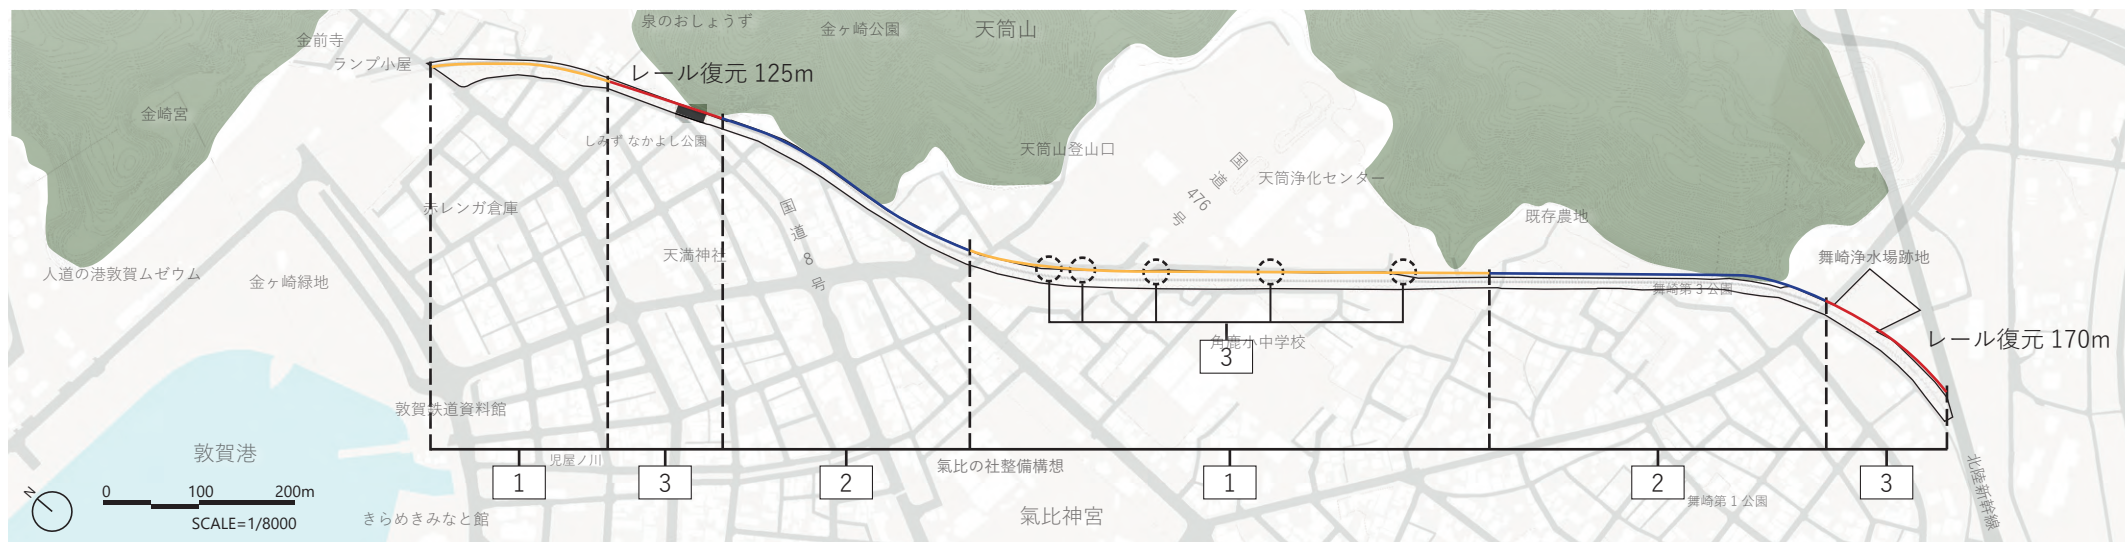 泉のおしょうず
金ヶ崎公園
天筒山
金前寺
ランプ小屋
レール復元 125m
金崎宮
しみず なかよし公園
天筒山登山口
国道476号
天筒浄化センター
赤レンガ倉庫
国道8号
既存農地
天満神社
舞崎浄水場跡地
人道の港敦賀ムゼウム
金ヶ崎緑地
舞崎第3公園
角鹿小中学校
3
レール復元 170m
敦賀鉄道資料館
敦賀港
児屋ノ川
氣比の社整備構想
北陸新幹線
1
3
2
1
2
3
N
0 100 200m
SCALE=1/8000
きらめきみなと館
氣比神宮
舞崎第1公園